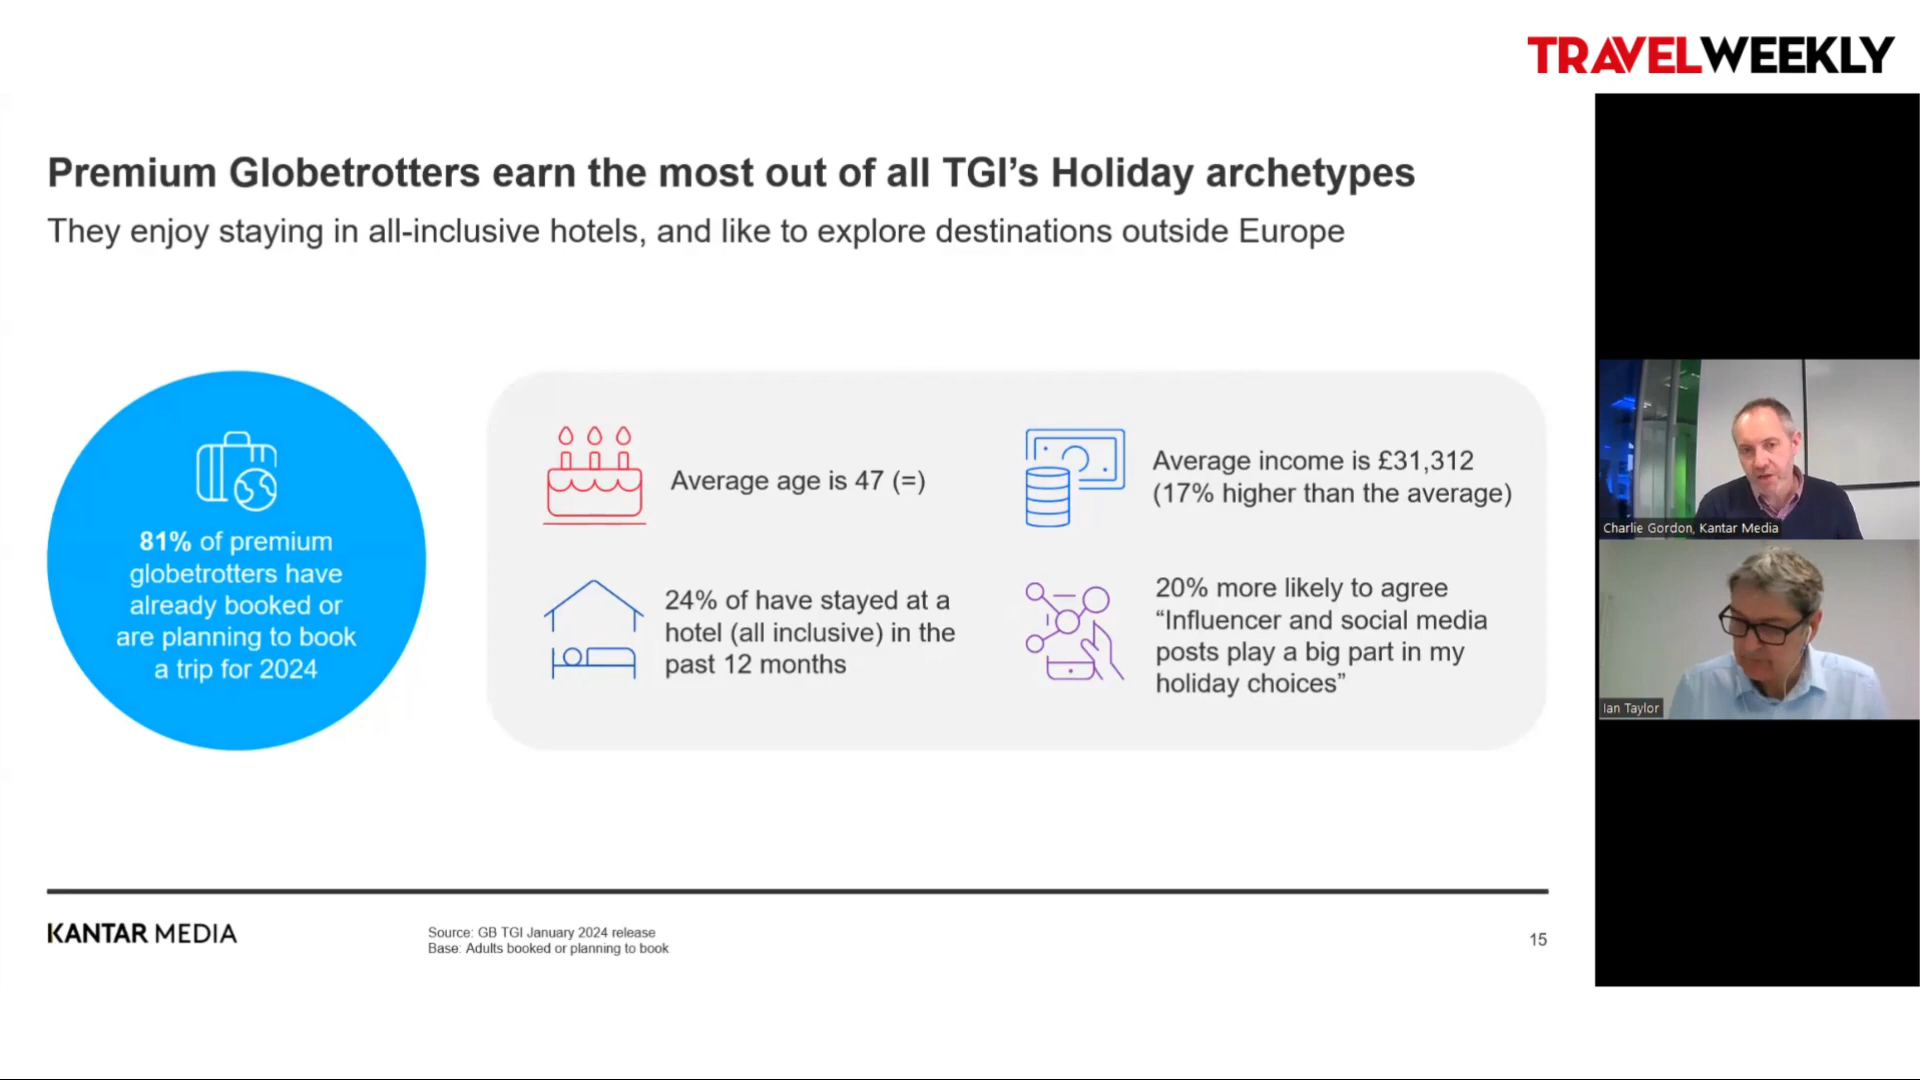 TRAVELWEEKLY
Premium Globetrotters earn the most out of all TGI’s Holiday archetypes
They enjoy staying in all-inclusive hotels, and like to explore destinations outside Europe
81% of premium
globetrotters have
already booked or
are planning to book
a trip for 2024
Average age is 47 (=)
Average income is £31,312
(17% higher than the average)
24% of have stayed at a
hotel (all inclusive) in the
past 12 months
20% more likely to agree
“Influencer and social media
posts play a big part in my
holiday choices”
Charlie Gordon, Kantar Media
Ian Taylor
KANTAR MEDIA
Source: GB TGI January 2024 release
Base: Adults booked or planning to book
15